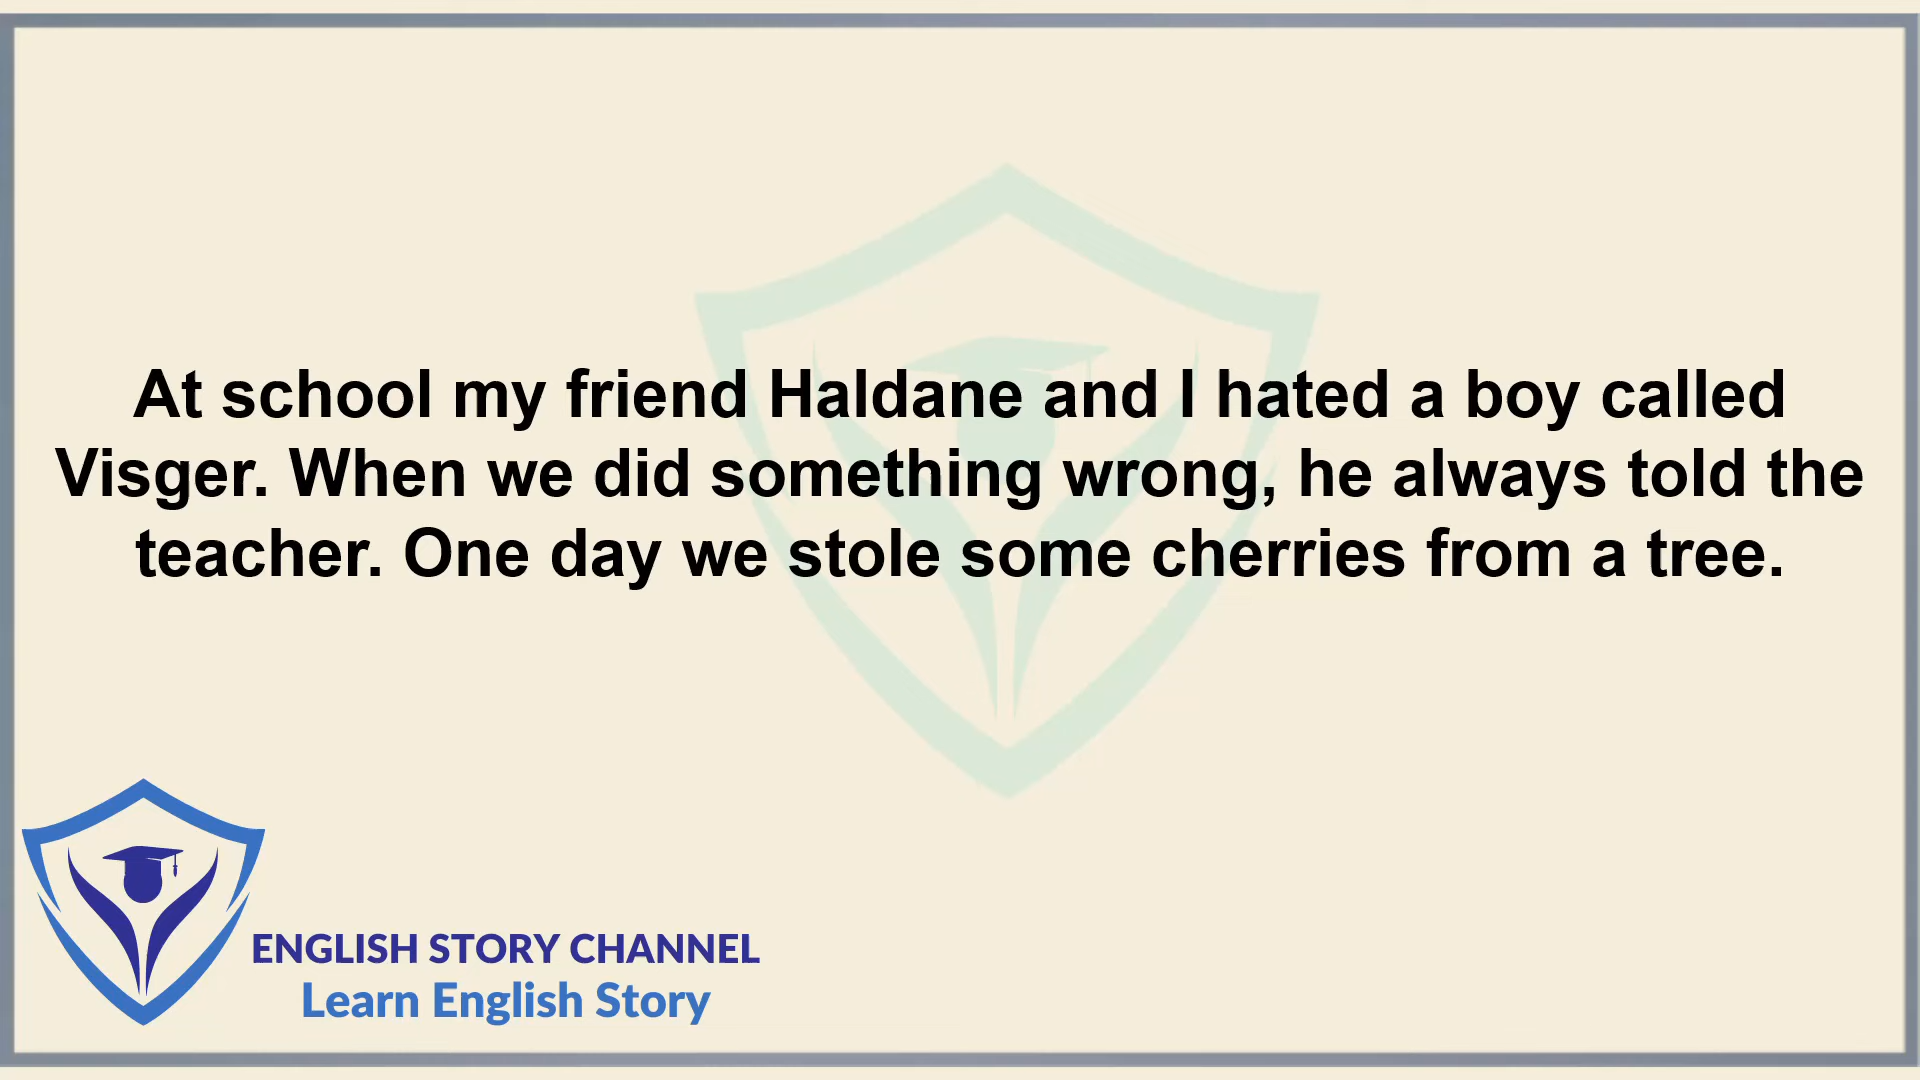 At school my friend Haldane and I hated a boy called
Visger. When we did something wrong, he always told the
teacher. One day we stole some cherries from a tree.
ENGLISH STORY CHANNEL
Learn English Story